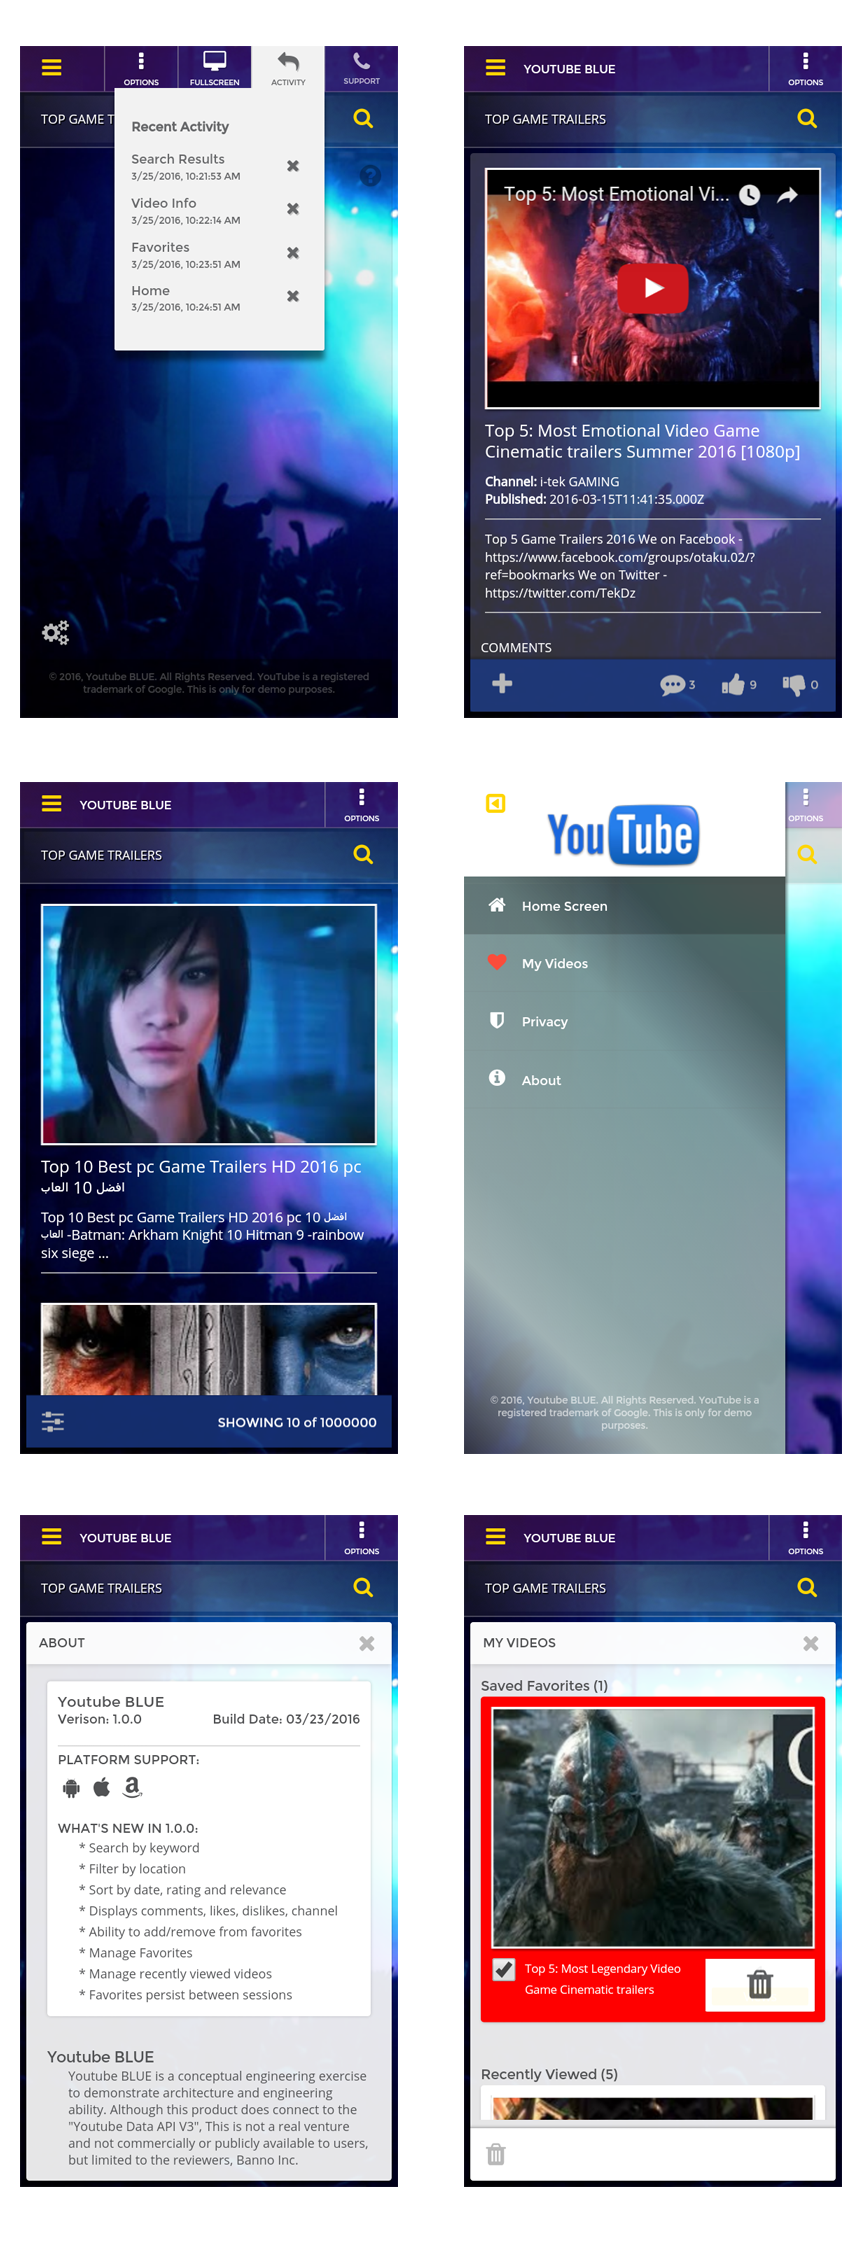 OPTIONS
FULLSCREEN
ACTIVITY
SUPPORT
TOP GAME T
Recent Activity
Search Results
3/25/2016, 10:21:53 AM
Video Info
3/25/2016, 10:22:14 AM
Favorites
3/25/2016, 10:23:51 AM
Home
3/25/2016, 10:24:51 AM
© 2016, Youtube BLUE. All Rights Reserved. YouTube is a registered
trademark of Google. This is only for demo purposes.
YOUTUBE BLUE
OPTIONS
TOP GAME TRAILERS
Top 5: Most Emotional Vi...
Top 5: Most Emotional Video Game
Cinematic trailers Summer 2016 [1080p]
Channel: i-tek GAMING
Published: 2016-03-15T11:41:35.000Z
Top 5 Game Trailers 2016 We on Facebook -
https://www.facebook.com/groups/otaku.02/?
ref=bookmarks We on Twitter -
https://twitter.com/TekDz
COMMENTS
3
9
0
YOUTUBE BLUE
OPTIONS
TOP GAME TRAILERS
Top 10 Best pc Game Trailers HD 2016 pc
افضل 10 العاب
Top 10 Best pc Game Trailers HD 2016 pc 10 افضل
العاب -Batman: Arkham Knight 10 Hitman 9 -rainbow
six siege ...
SHOWING 10 of 1000000
YouTube
OPTIONS
Home Screen
My Videos
Privacy
About
© 2016, Youtube BLUE. All Rights Reserved. YouTube is a
registered trademark of Google. This is only for demo
purposes.
YOUTUBE BLUE
OPTIONS
TOP GAME TRAILERS
ABOUT
Youtube BLUE
Verison: 1.0.0 Build Date: 03/23/2016
PLATFORM SUPPORT:
WHAT'S NEW IN 1.0.0:
* Search by keyword
* Filter by location
* Sort by date, rating and relevance
* Displays comments, likes, dislikes, channel
* Ability to add/remove from favorites
* Manage Favorites
* Manage recently viewed videos
* Favorites persist between sessions
Youtube BLUE
Youtube BLUE is a conceptual engineering exercise
to demonstrate architecture and engineering
ability. Although this product does connect to the
"Youtube Data API V3", This is not a real venture
and not commercially or publicly available to users,
but limited to the reviewers, Banno Inc.
YOUTUBE BLUE
OPTIONS
TOP GAME TRAILERS
MY VIDEOS
Saved Favorites (1)
Top 5: Most Legendary Video
Game Cinematic trailers
Recently Viewed (5)